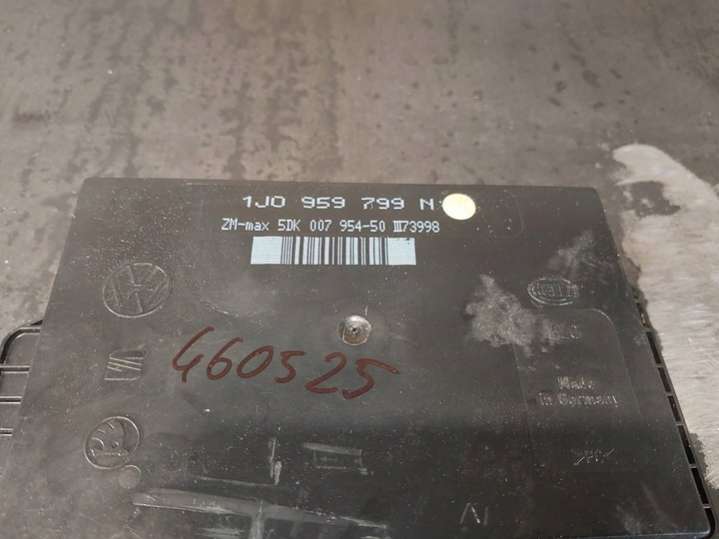 1J0 959 799 N
ZM-max 5DK 007 954-50 III73998
460525
Made
in Germany